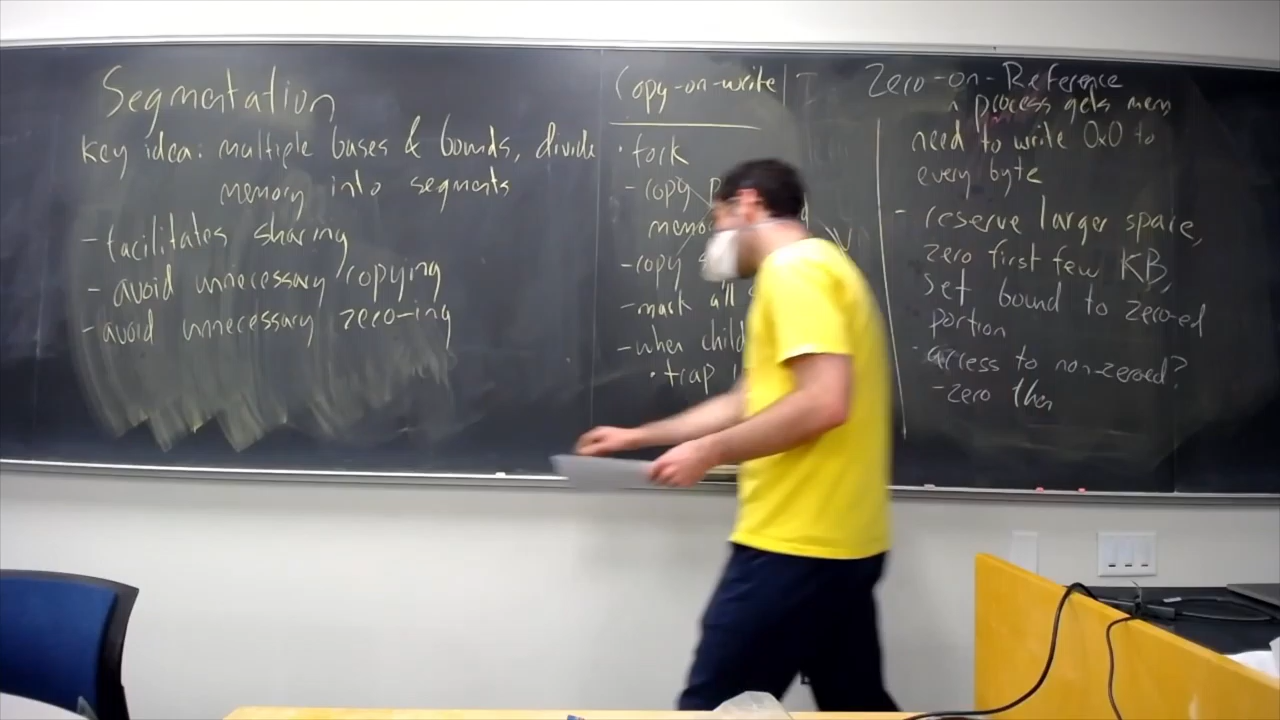 Segmentation
key idea: multiple bases & bounds, divide
memory into segments
- facilitates sharing
- avoid unnecessary copying
- avoid unnecessary zero-ing
Copy-on-write
• fork
- copy
- copy
- mark all
- when child
• trap
Zero-on-Reference
process gets mem
need to write 0x0 to
every byte
- reserve larger space,
zero first few KB,
set bound to zero-ed
portion
- access to non-zeroed?
- zero then